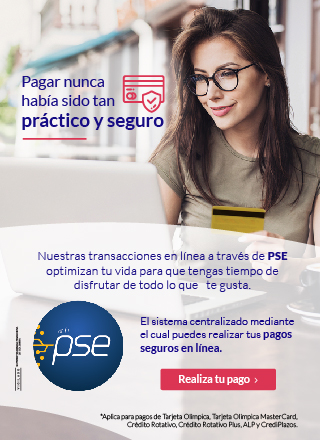 Pagar nunca
había sido tan
práctico y seguro
Nuestras transacciones en línea a través de PSE
optimizan tu vida para que tengas tiempo de
disfrutar de todo lo que te gusta.
pse
El sistema centralizado mediante
el cual puedes realizar tus pagos
seguros en línea.
Realiza tu pago >
*Aplica para pagos de Tarjeta Olímpica, Tarjeta Olímpica MasterCard,
Crédito Rotativo, Crédito Rotativo Plus, ALP y CrediPlazos.